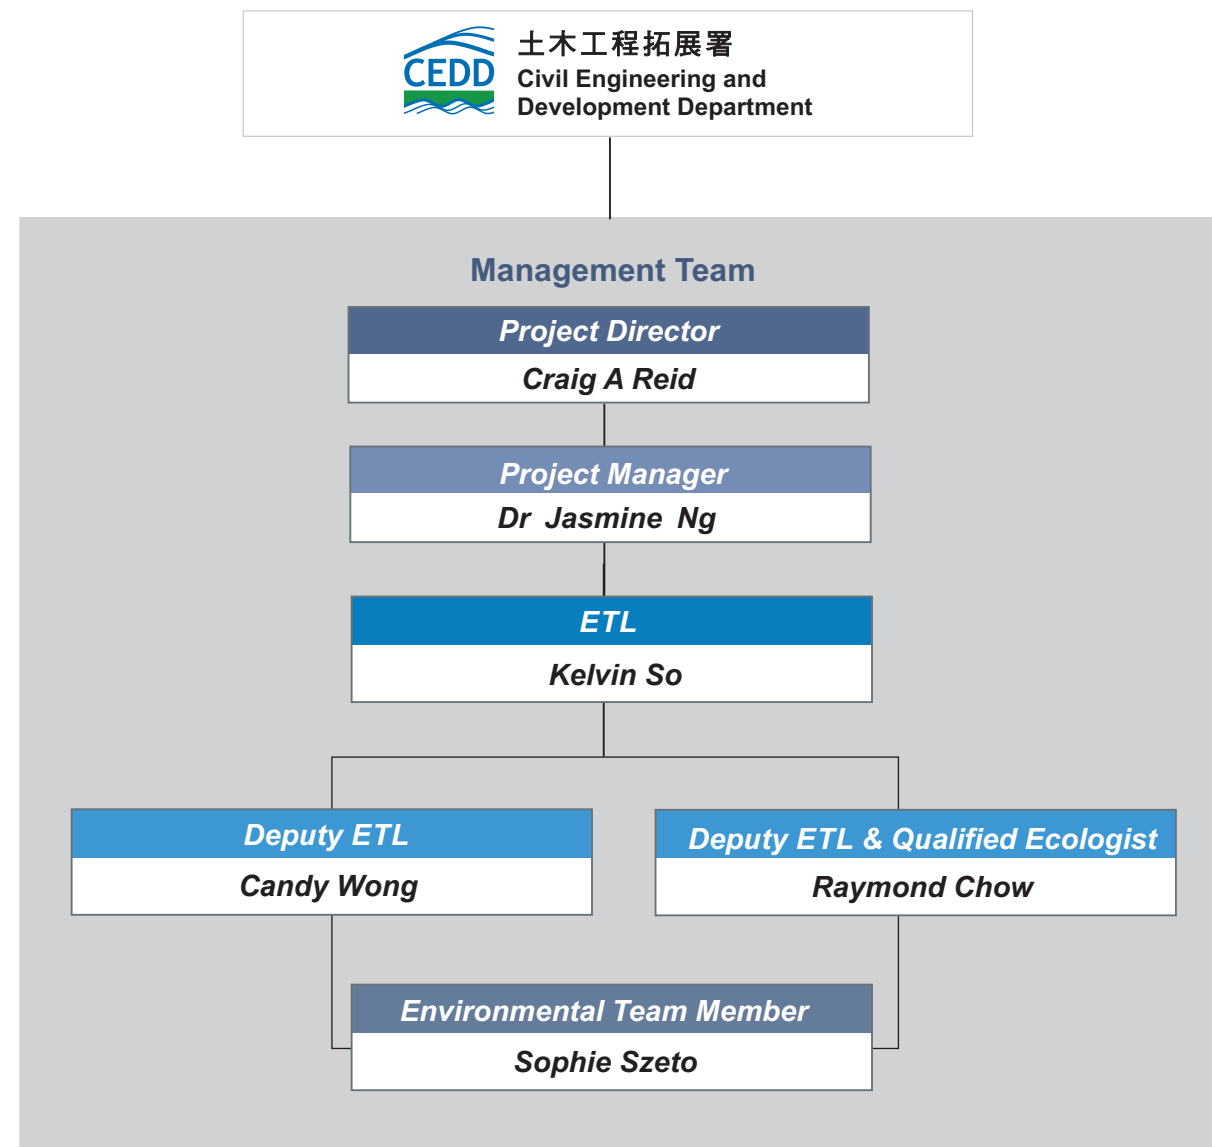 CEDD
土木工程拓展署
Civil Engineering and
Development Department
Management Team
Project Director
Craig A Reid
Project Manager
Dr Jasmine Ng
ETL
Kelvin So
Deputy ETL
Candy Wong
Deputy ETL & Qualified Ecologist
Raymond Chow
Environmental Team Member
Sophie Szeto